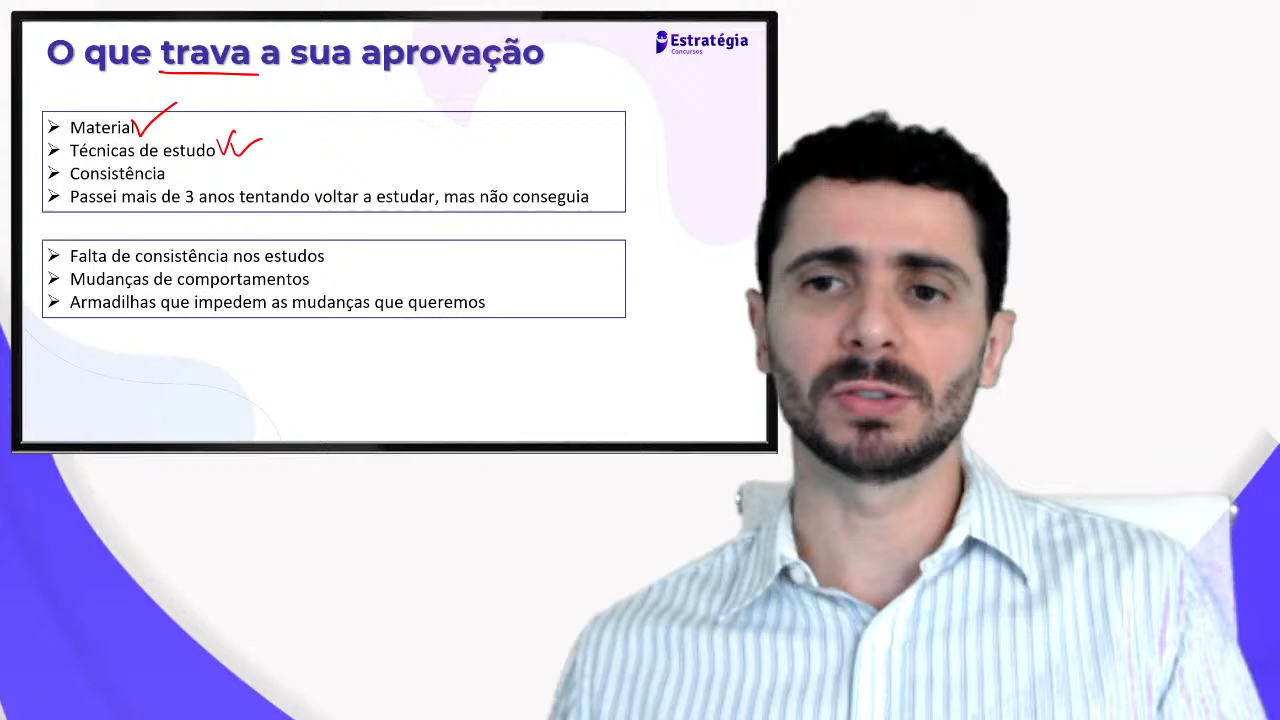 O que trava a sua aprovação
Estratégia
Concursos
Material
Técnicas de estudo
Consistência
Passei mais de 3 anos tentando voltar a estudar, mas não conseguia
Falta de consistência nos estudos
Mudanças de comportamentos
Armadilhas que impedem as mudanças que queremos